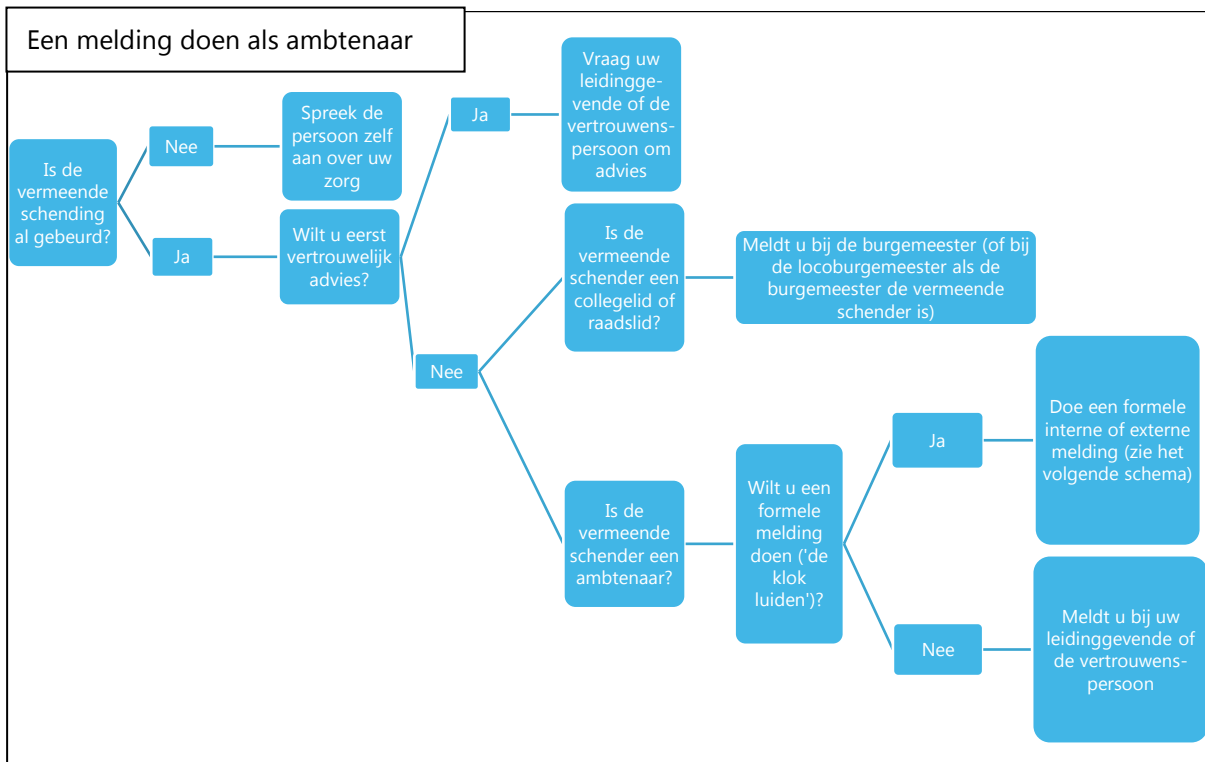 Een melding doen als ambtenaar
Is de
vermeende
schending
al gebeurd?
Nee
Spreek de
persoon zelf
aan over uw
zorg
Ja
Wilt u eerst
vertrouwelijk
advies?
Ja
Vraag uw
leidingge-
vende of de
vertrouwens-
persoon om
advies
Nee
Is de
vermeende
schender een
collegelid of
raadslid?
Meldt u bij de burgemeester (of bij
de locoburgemeester als de
burgemeester de vermeende
schender is)
Is de
vermeende
schender een
ambtenaar?
Wilt u een
formele
melding
doen ('de
klok
luiden')?
Ja
Doe een formele
interne of externe
melding (zie het
volgende schema)
Nee
Meldt u bij uw
leidinggevende of
de vertrouwens-
persoon